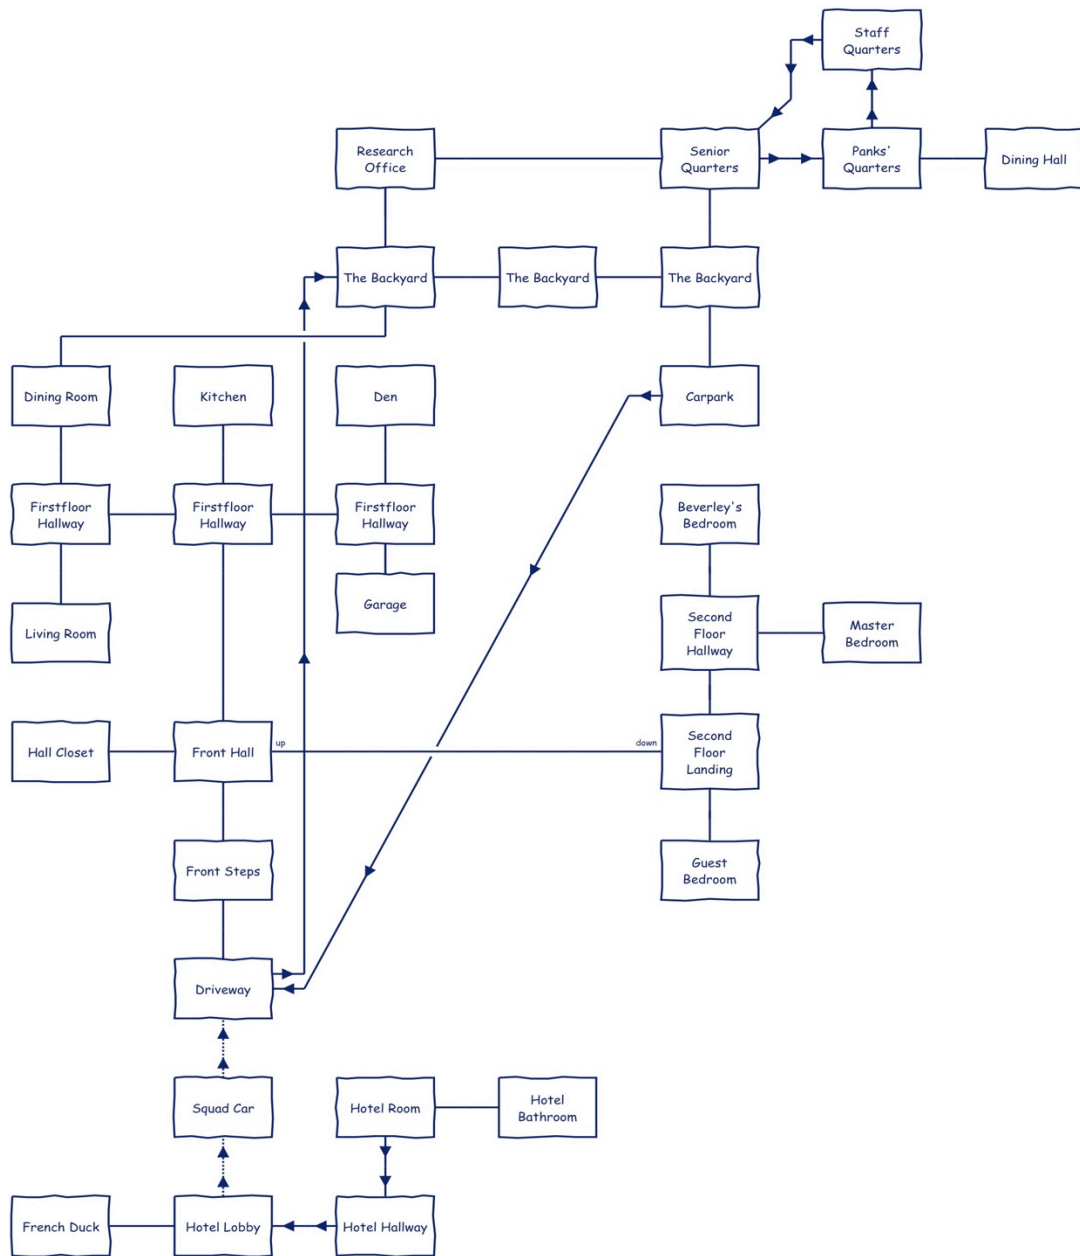 Staff
Quarters
Research
Office
Senior
Quarters
Panks'
Quarters
Dining Hall
The Backyard
The Backyard
The Backyard
Dining Room
Kitchen
Den
Carpark
Firstfloor
Hallway
Firstfloor
Hallway
Firstfloor
Hallway
Beverley's
Bedroom
Garage
Living Room
Second
Floor
Hallway
Master
Bedroom
Hall Closet
Front Hall
up
down
Second
Floor
Landing
Front Steps
Guest
Bedroom
Driveway
Squad Car
Hotel Room
Hotel
Bathroom
French Duck
Hotel Lobby
Hotel Hallway